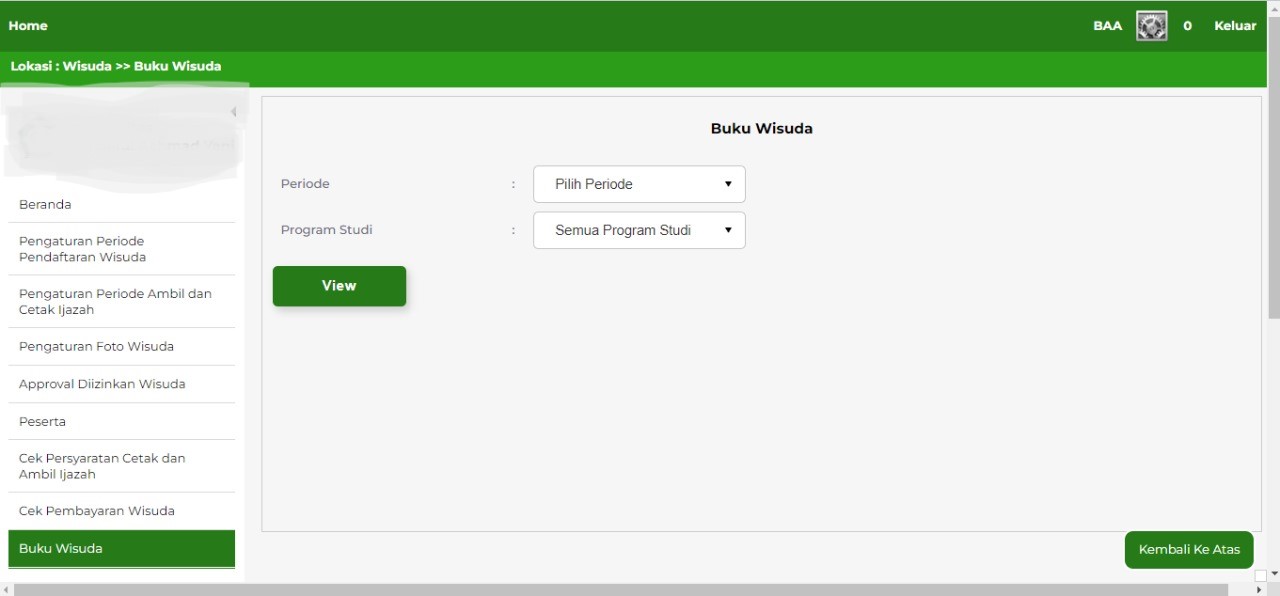 Home
BAA 0 Keluar
Lokasi : Wisuda >> Buku Wisuda
Beranda
Pengaturan Periode
Pendaftaran Wisuda
Pengaturan Periode Ambil dan
Cetak Ijazah
Pengaturan Foto Wisuda
Approval Diizinkan Wisuda
Peserta
Cek Persyaratan Cetak dan
Ambil Ijazah
Cek Pembayaran Wisuda
Buku Wisuda
Buku Wisuda
Periode : Pilih Periode
Program Studi : Semua Program Studi
View
Kembali Ke Atas